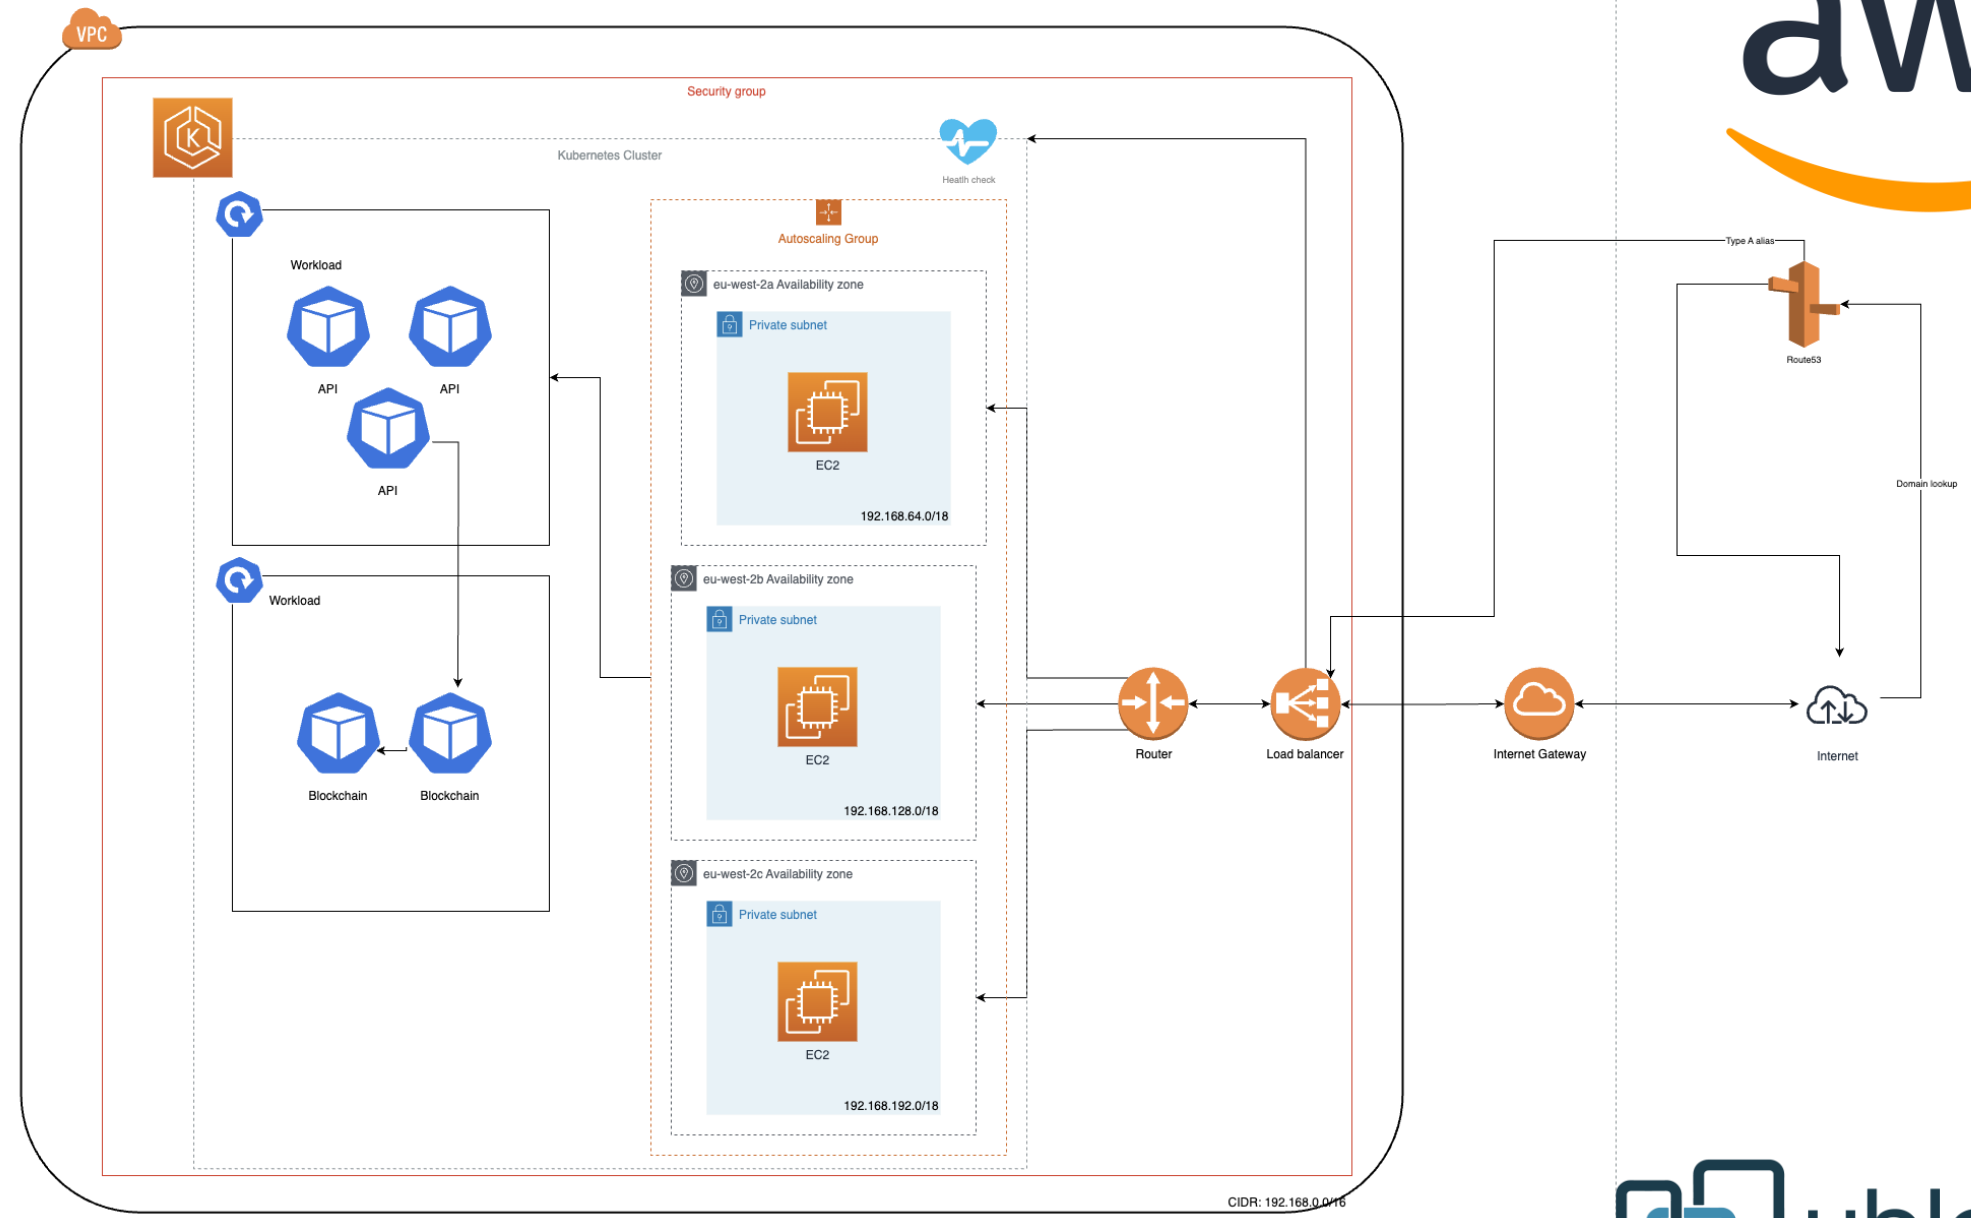 VPC
aw
Security group
K
Kubernetes Cluster
Heatlh check
Autoscaling Group
Workload
API
API
API
eu-west-2a Availability zone
Private subnet
EC2
192.168.64.0/18
Type A alias
Route53
Domain lookup
Workload
Blockchain
Blockchain
eu-west-2b Availability zone
Private subnet
EC2
192.168.128.0/18
Router
Load balancer
Internet Gateway
Internet
eu-west-2c Availability zone
Private subnet
EC2
192.168.192.0/18
CIDR: 192.168.0.0/16